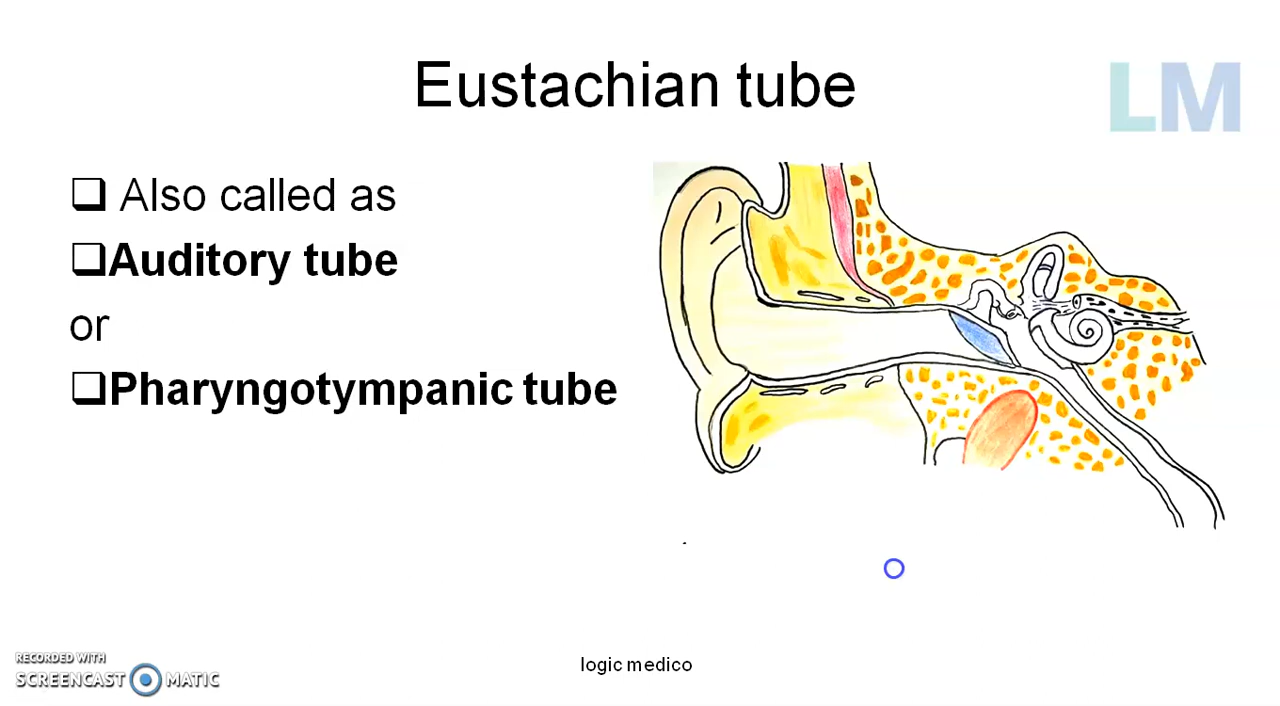 Eustachian tube
LM
❑ Also called as
❑Auditory tube
or
❑Pharyngotympanic tube
RECORDED WITH
SCREENCAST MATIC
logic medico